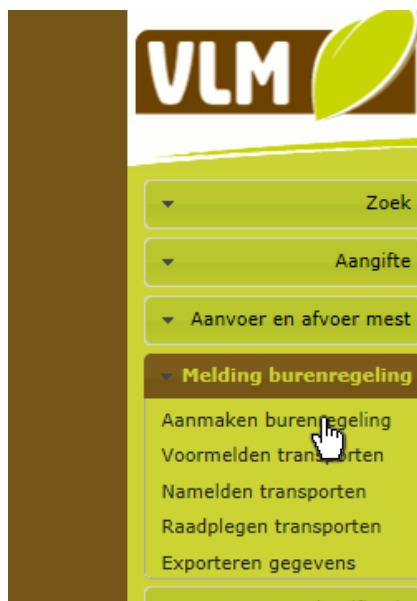 VLM
Zoek
Aangifte
Aanvoer en afvoer mest
Melding burenregeling
Aanmaken burenregeling
Voormelden transporten
Namelden transporten
Raadplegen transporten
Exporteren gegevens